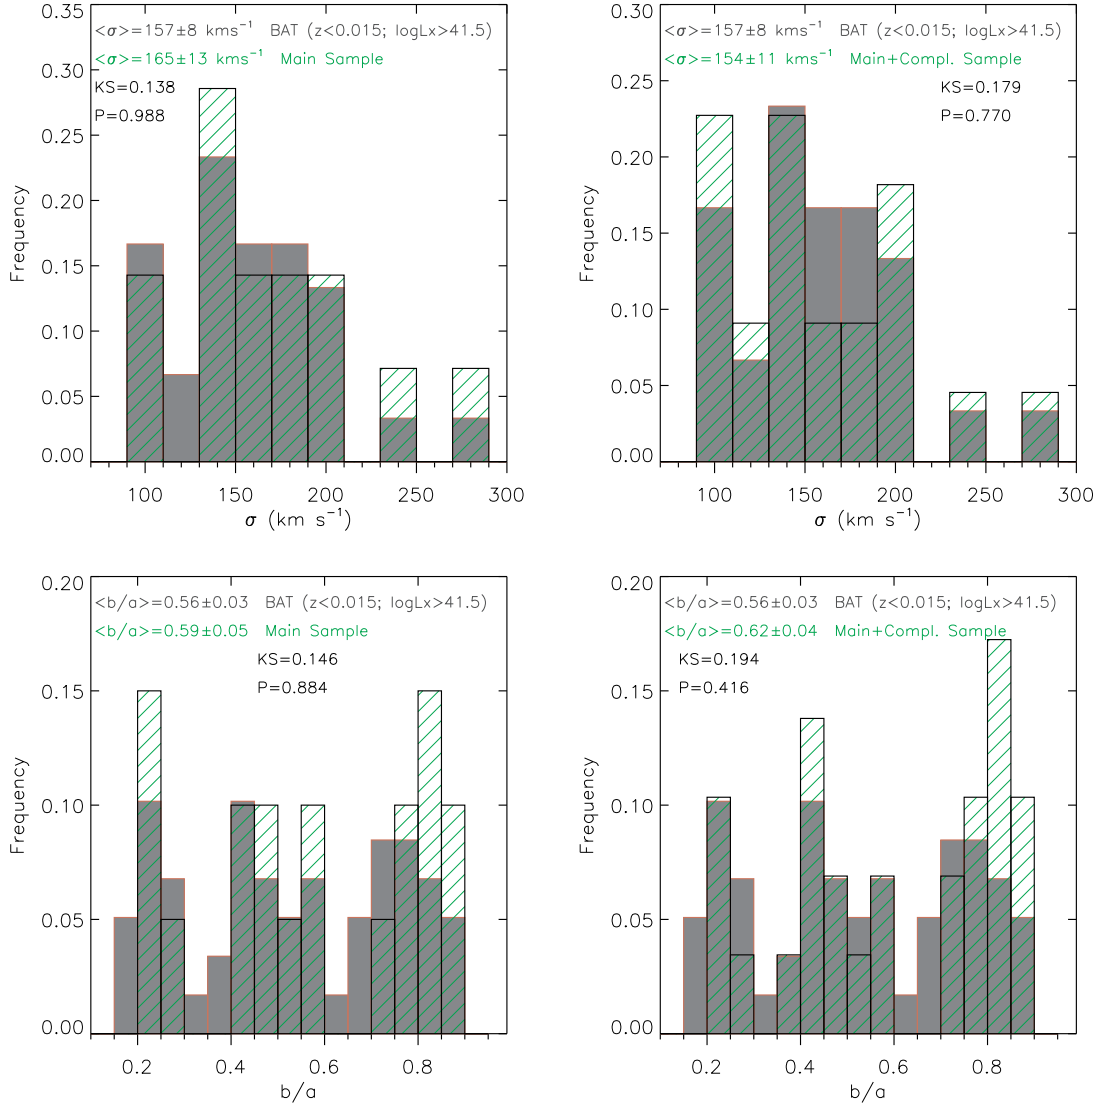 <σ>=157±8 kms⁻¹ BAT (z<0.015; logLx>41.5)
<σ>=165±13 kms⁻¹ Main Sample
KS=0.138
P=0.988
0.35
0.30
0.25
0.20
0.15
0.10
0.05
0.00
Frequency
100 150 200 250 300
σ (km s⁻¹)
<σ>=157±8 kms⁻¹ BAT (z<0.015; logLx>41.5)
<σ>=154±11 kms⁻¹ Main+Compl. Sample
KS=0.179
P=0.770
0.30
0.25
0.20
0.15
0.10
0.05
0.00
Frequency
100 150 200 250 300
σ (km s⁻¹)
<b/a>=0.56±0.03 BAT (z<0.015; logLx>41.5)
<b/a>=0.59±0.05 Main Sample
KS=0.146
P=0.884
0.20
0.15
0.10
0.05
0.00
Frequency
0.2 0.4 0.6 0.8
b/a
<b/a>=0.56±0.03 BAT (z<0.015; logLx>41.5)
<b/a>=0.62±0.04 Main+Compl. Sample
KS=0.194
P=0.416
0.20
0.15
0.10
0.05
0.00
Frequency
0.2 0.4 0.6 0.8
b/a